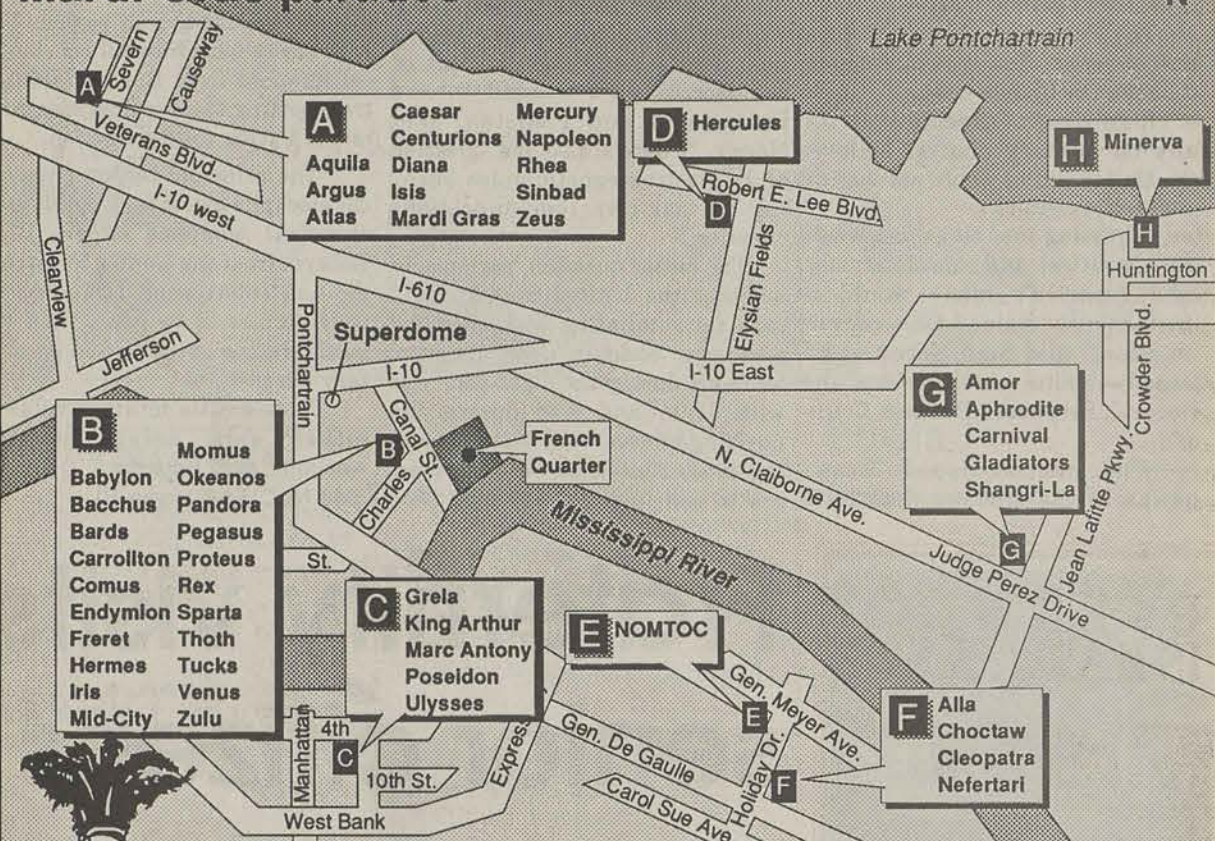 Lake Pontchartrain
Severn
Causeway
A
Veterans Blvd.
I-10 west
A
Aquila
Argus
Atlas
Caesar
Centurions
Diana
Isis
Mardi Gras
Mercury
Napoleon
Rhea
Sinbad
Zeus
D Hercules
D
Robert E. Lee Blvd.
Elysian Fields
H Minerva
H
Huntington
Crowder Blvd.
Clearview
Jefferson
Pontchartrain
I-610
Superdome
I-10
I-10 East
Canal St.
B
Charles
French
Quarter
N. Claiborne Ave.
Mississippi River
B
Babylon
Bacchus
Bards
Carrollton
Comus
Endymion
Freret
Hermes
Iris
Mid-City
Momus
Okeanos
Pandora
Pegasus
Proteus
Rex
Sparta
Thoth
Tucks
Venus
Zulu
G
Amor
Aphrodite
Carnival
Gladiators
Shangri-La
G
Judge Perez Drive
Jean Lafitte Pkwy.
St.
C
Grela
King Arthur
Marc Antony
Poseidon
Ulysses
E NOMTOC
E
Gen. Meyer Ave.
Gen. De Gaulle
Holiday Dr.
Carol Sue Ave
F
Alla
Choctaw
Cleopatra
Nefertari
F
Manhattan
4th
C
10th St.
Express
West Bank